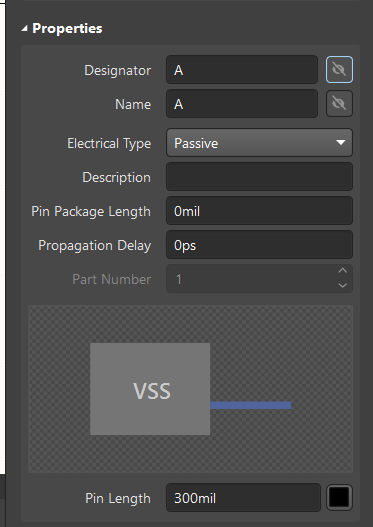 Properties
Designator A
Name A
Electrical Type Passive
Description
Pin Package Length 0mil
Propagation Delay 0ps
Part Number 1
VSS
Pin Length 300mil